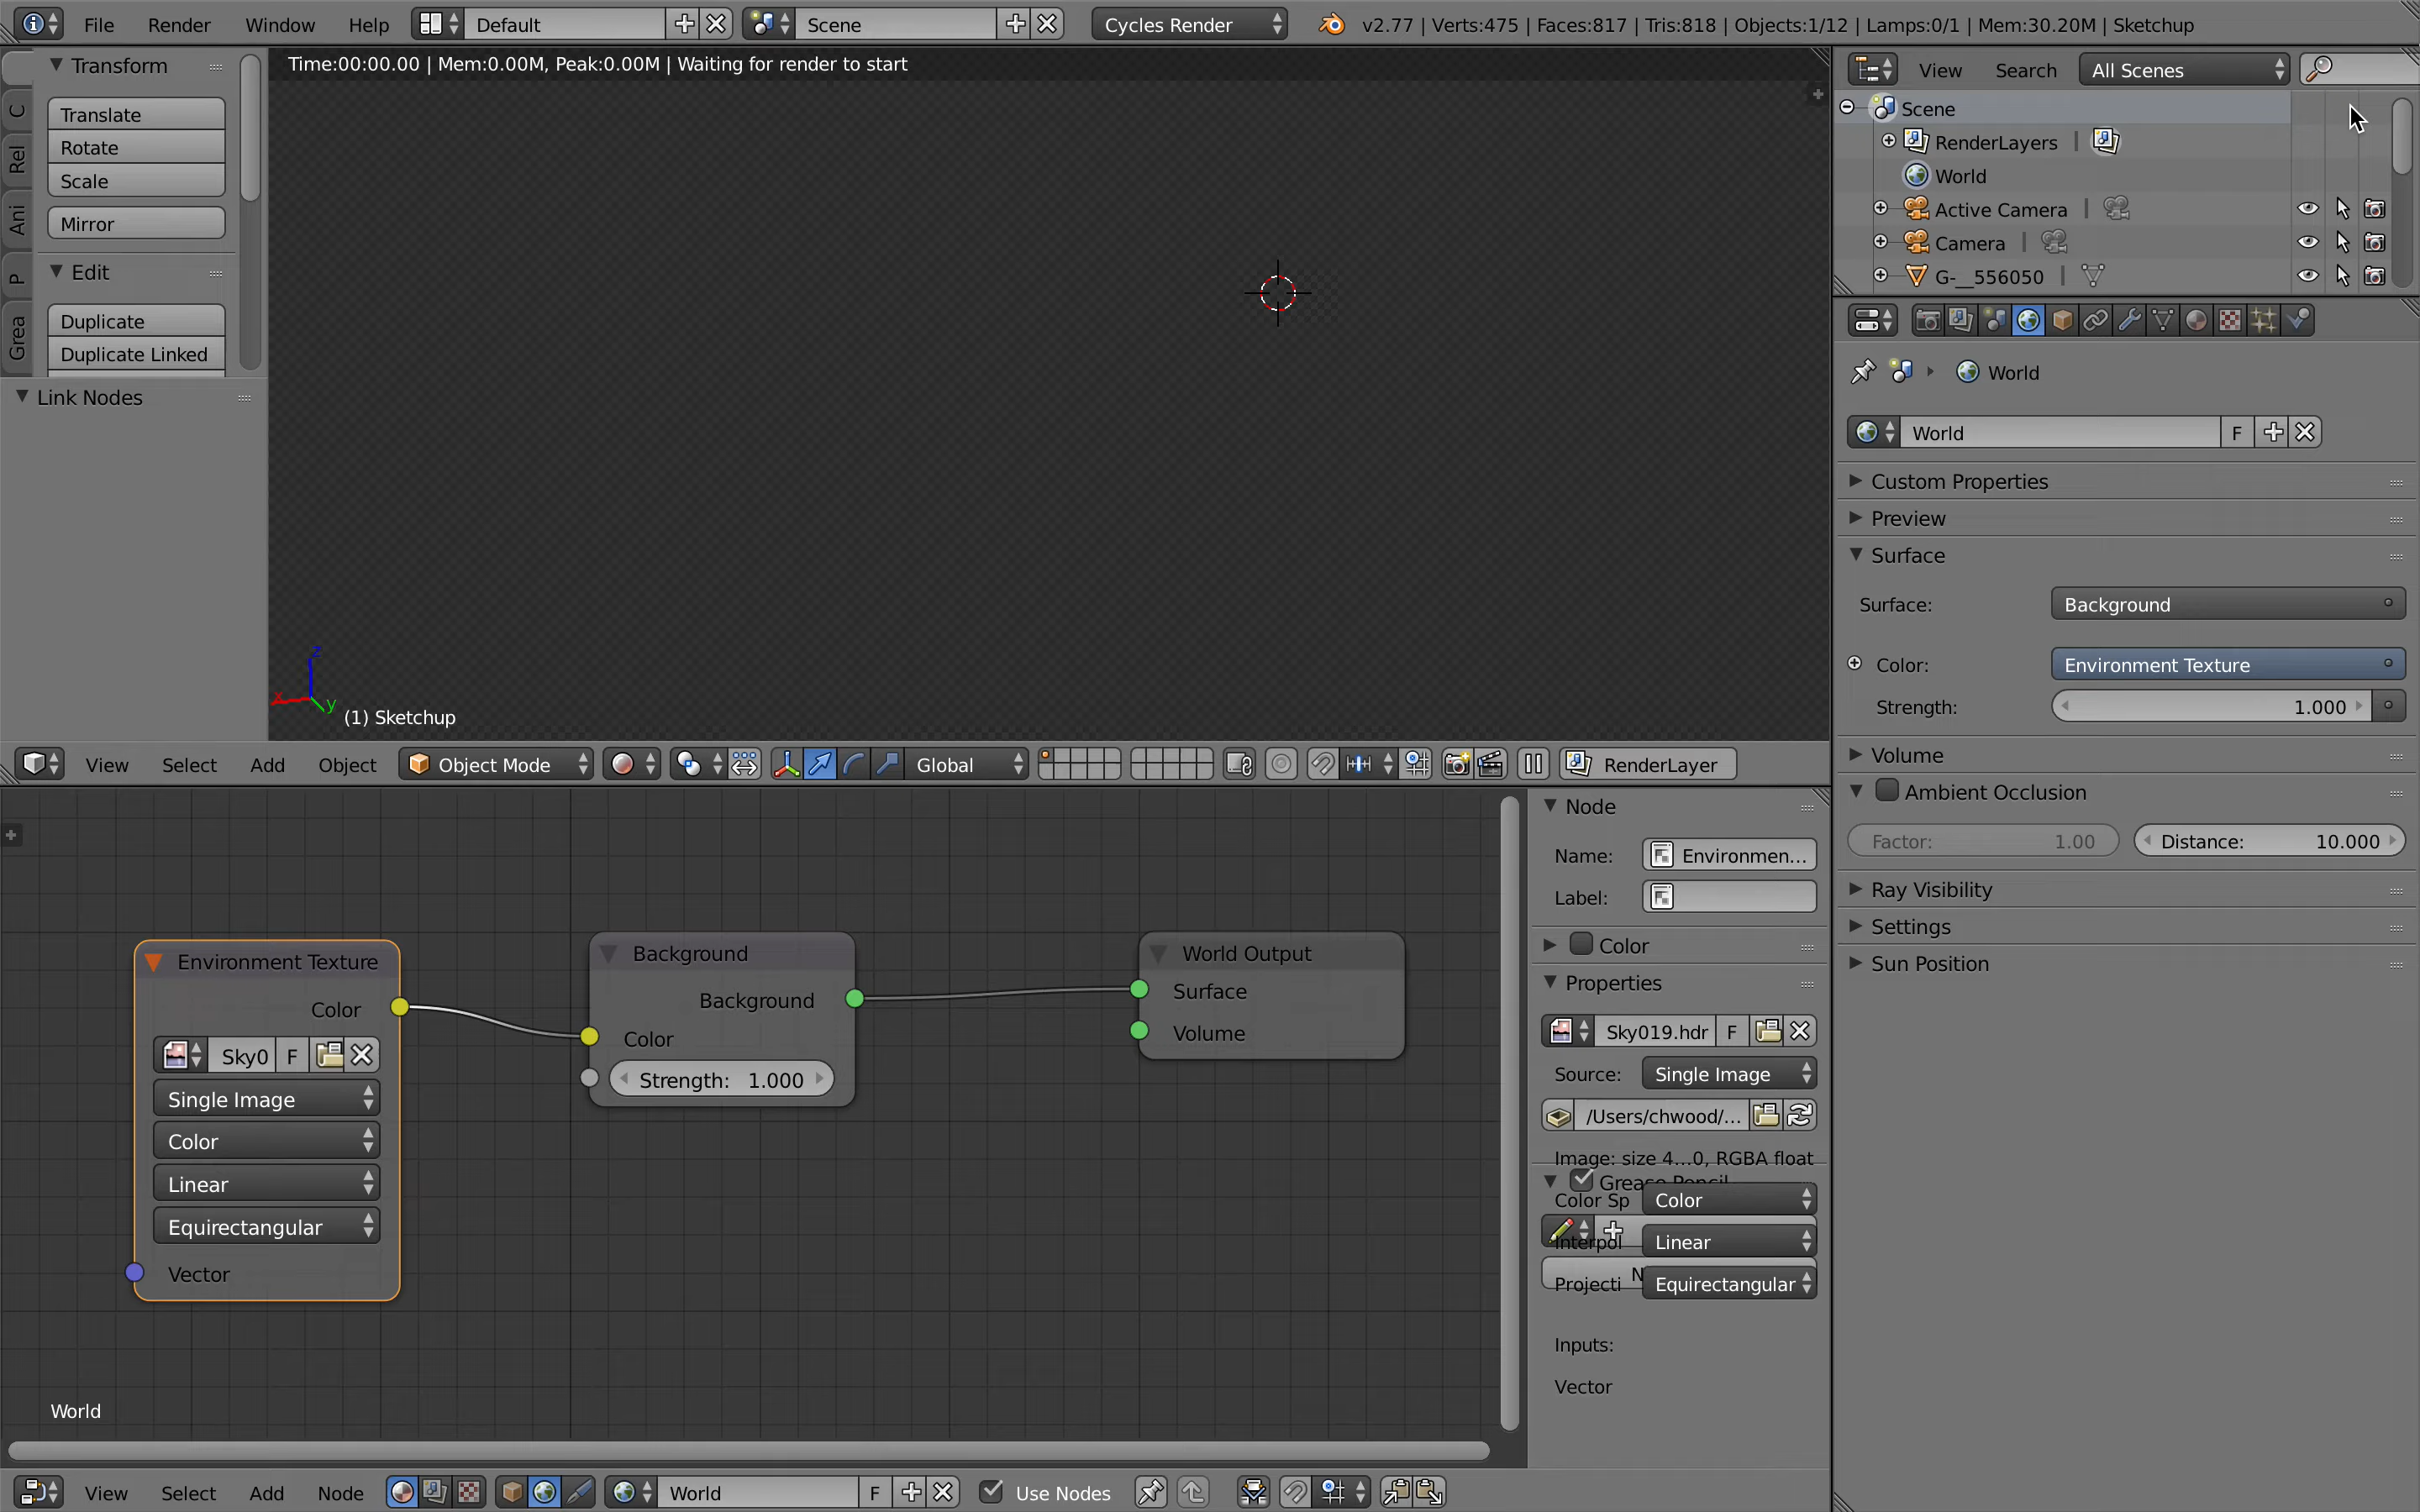 File Render Window Help Default Scene Cycles Render v2.77 | Verts:475 | Faces:817 | Tris:818 | Objects:1/12 | Lamps:0/1 | Mem:30.20M | Sketchup
Transform
Translate
Rotate
Scale
Mirror
Edit
Duplicate
Duplicate Linked
Link Nodes
C
Rel
Ani
P
Grea
Time:00:00.00 | Mem:0.00M, Peak:0.00M | Waiting for render to start
z
x
y
(1) Sketchup
View Select Add Object Object Mode Global RenderLayer
View Search All Scenes
Scene
RenderLayers |
World
Active Camera |
Camera |
G-__556050 |
World
World F
Custom Properties
Preview
Surface
Surface: Background
Color: Environment Texture
Strength: 1.000
Volume
Ambient Occlusion
Factor: 1.00 Distance: 10.000
Ray Visibility
Settings
Sun Position
Environment Texture
Color
Sky0 F
Single Image
Color
Linear
Equirectangular
Vector
Background
Background
Color
Strength: 1.000
World Output
Surface
Volume
World
Node
Name: Environmen...
Label:
Color
Properties
Sky019.hdr F
Source: Single Image
/Users/chwood/...
Image: size 4...0, RGBA float
Grease Pencil
Color Sp Color
Interpol Linear
N
Projecti Equirectangular
Inputs:
Vector
View Select Add Node World F Use Nodes